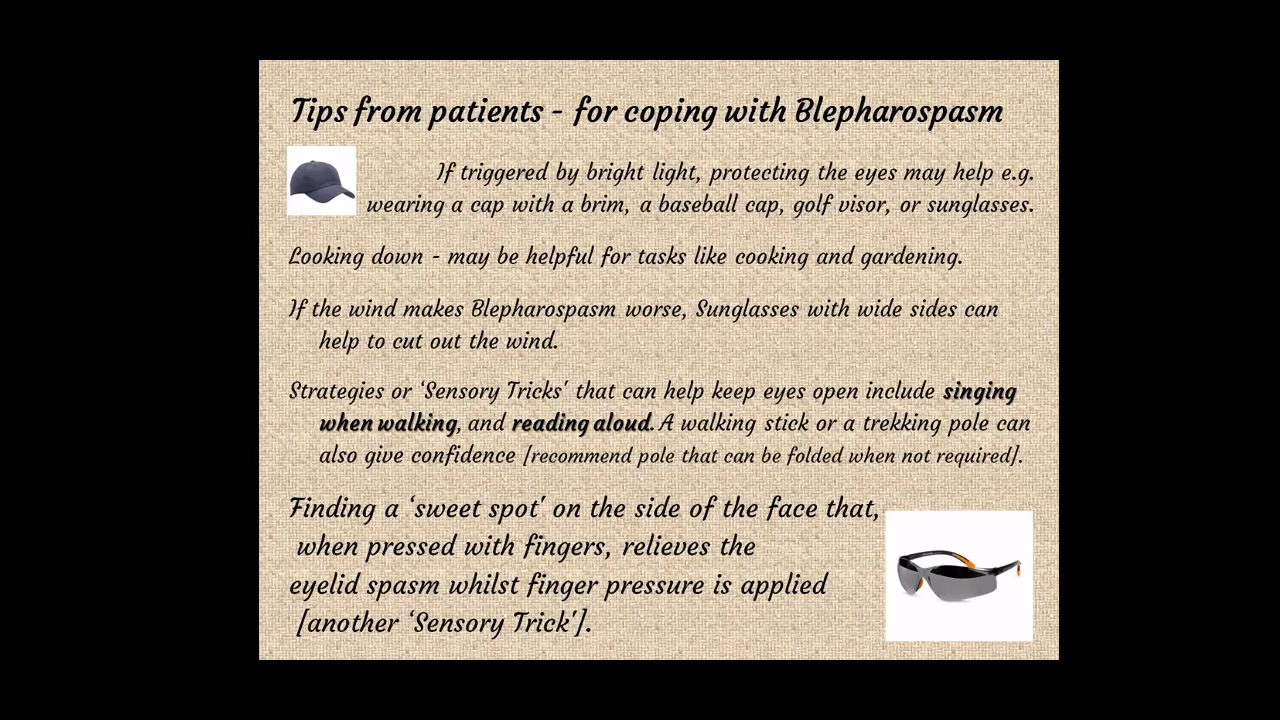 Tips from patients - for coping with Blepharospasm
If triggered by bright light, protecting the eyes may help e.g.
wearing a cap with a brim, a baseball cap, golf visor, or sunglasses.
Looking down - may be helpful for tasks like cooking and gardening.
If the wind makes Blepharospasm worse, Sunglasses with wide sides can
help to cut out the wind.
Strategies or ‘Sensory Tricks' that can help keep eyes open include singing
when walking, and reading aloud. A walking stick or a trekking pole can
also give confidence [recommend pole that can be folded when not required].
Finding a ‘sweet spot' on the side of the face that,
when pressed with fingers, relieves the
eyelid spasm whilst finger pressure is applied
[another ‘Sensory Trick'].